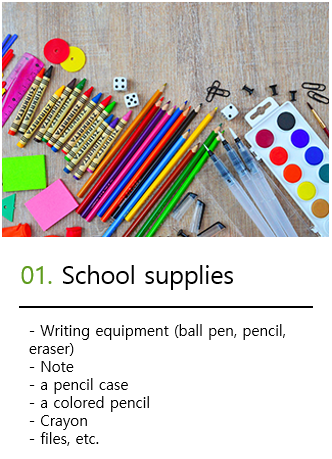 01. School supplies
- Writing equipment (ball pen, pencil,
eraser)
- Note
- a pencil case
- a colored pencil
- Crayon
- files, etc.